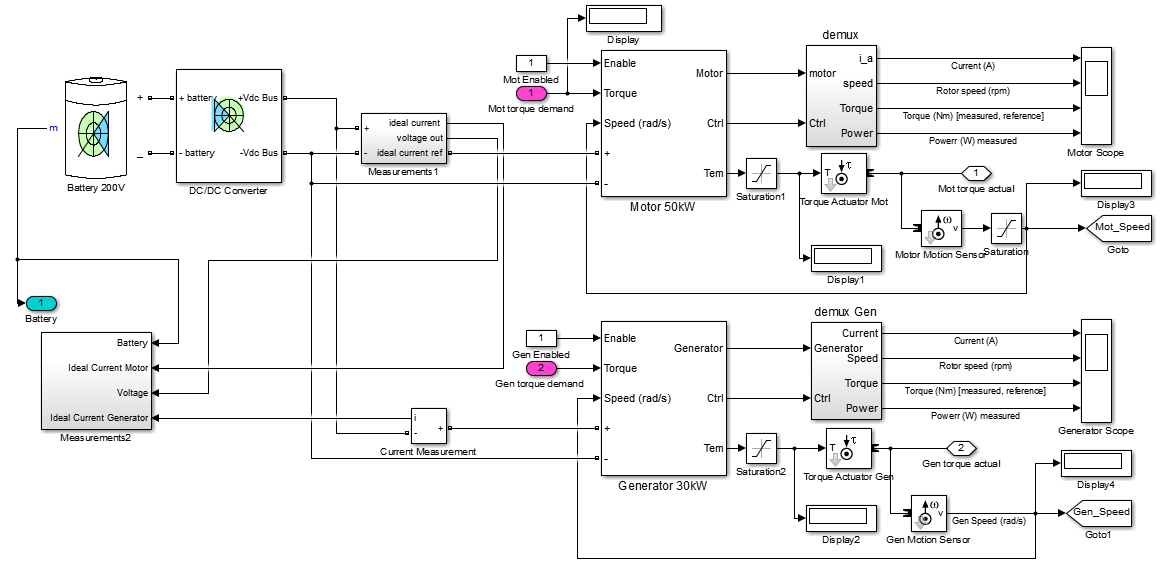 Display
1
Mot Enabled
1
Mot torque demand
Enable
Torque
Speed (rad/s)
+
-
Motor
Ctrl
Tem
Motor 50kW
demux
motor
Ctrl
i_a
speed
Torque
Power
Current (A)
Rotor speed (rpm)
Torque (Nm) [measured, reference]
Powerr (W) measured
Motor Scope
m
+
_
Battery 200V
+ battery
- battery
+Vdc Bus
-Vdc Bus
DC/DC Converter
+
-
ideal current
voltage out
ideal current ref
Measurements1
Saturation1
T
τ
Torque Actuator Mot
1
Mot torque actual
Display3
ω
v
Motor Motion Sensor
Saturation
Mot_Speed
Goto
Display1
1
Battery
Battery
Ideal Current Motor
Voltage
Ideal Current Generator
Measurements2
i
-
+
Current Measurement
1
Gen Enabled
2
Gen torque demand
Enable
Torque
Speed (rad/s)
+
-
Generator
Ctrl
Tem
Generator 30kW
demux Gen
Generator
Ctrl
Current
Speed
Torque
Power
Current (A)
Rotor speed (rpm)
Torque (Nm) [measured, reference]
Powerr (W) measured
Generator Scope
Saturation2
T
τ
Torque Actuator Gen
2
Gen torque actual
Display4
Display2
ω
v
Gen Motion Sensor
Gen Speed (rad/s)
Gen_Speed
Goto1